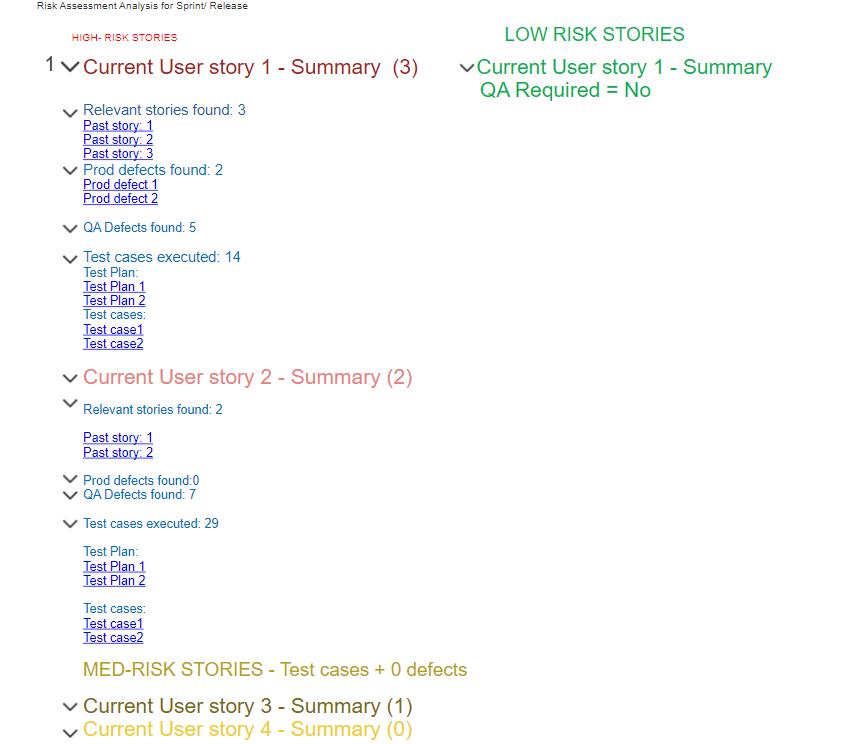 Risk Assessment Analysis for Sprint/ Release
HIGH- RISK STORIES
1 Current User story 1 - Summary (3)
Relevant stories found: 3
Past story: 1
Past story: 2
Past story: 3
Prod defects found: 2
Prod defect 1
Prod defect 2
QA Defects found: 5
Test cases executed: 14
Test Plan:
Test Plan 1
Test Plan 2
Test cases:
Test case1
Test case2
Current User story 2 - Summary (2)
Relevant stories found: 2
Past story: 1
Past story: 2
Prod defects found:0
QA Defects found: 7
Test cases executed: 29
Test Plan:
Test Plan 1
Test Plan 2
Test cases:
Test case1
Test case2
MED-RISK STORIES - Test cases + 0 defects
Current User story 3 - Summary (1)
Current User story 4 - Summary (0)
LOW RISK STORIES
Current User story 1 - Summary
QA Required = No